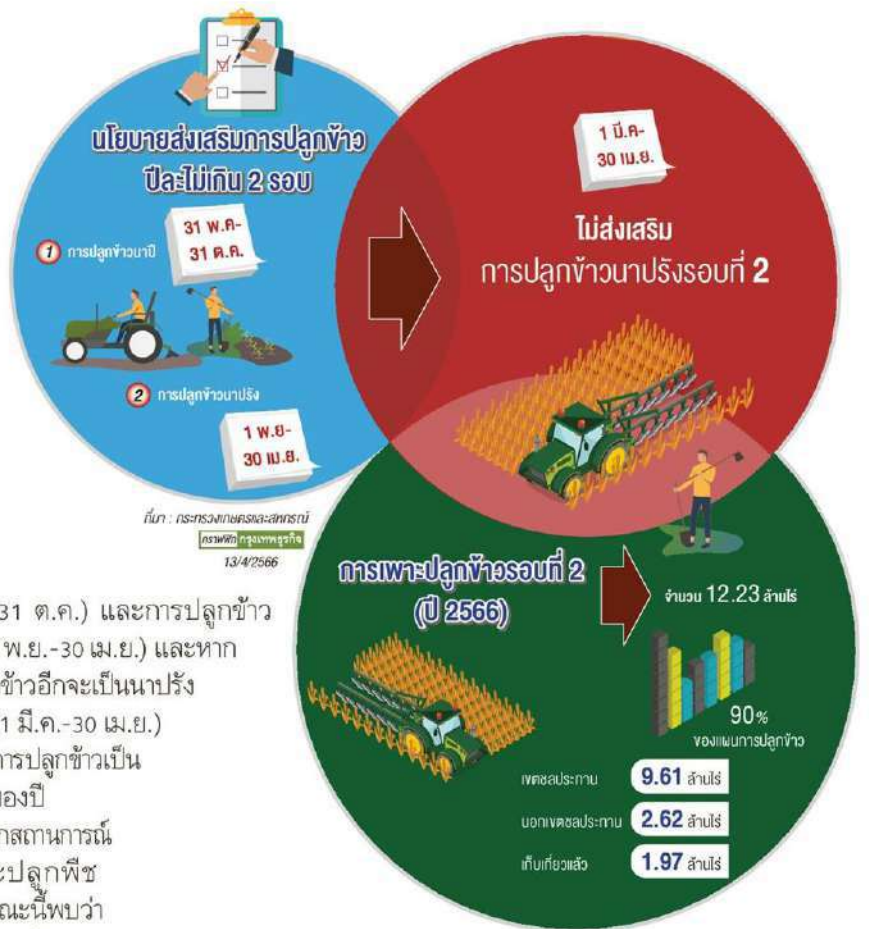 นโยบายส่งเสริมการปลูกข้าว
ปีละไม่เกิน 2 รอบ
1 การปลูกข้าวนาปี
31 พ.ค-
31 ต.ค.
2 การปลูกข้าวนาปรัง
1 พ.ย-
30 เม.ย.
ที่มา : กระทรวงเกษตรและสหกรณ์
กราฟฟิก กรุงเทพธุรกิจ
13/4/2566
1 มี.ค-
30 เม.ย.
ไม่ส่งเสริม
การปลูกข้าวนาปรังรอบที่ 2
การเพาะปลูกข้าวรอบที่ 2
(ปี 2566)
จำนวน 12.23 ล้านไร่
90%
ของแผนการปลูกข้าว
เขตชลประทาน 9.61 ล้านไร่
นอกเขตชลประทาน 2.62 ล้านไร่
เก็บเกี่ยวแล้ว 1.97 ล้านไร่
31 ต.ค.) และการปลูกข้าว
พ.ย.-30 เม.ย.) และหาก
ข้าวอีกจะเป็นนาปรัง
1 มี.ค.-30 เม.ย.)
การปลูกข้าวเป็น
ของปี
กสถานการณ์
ะปลูกพืช
ณะนี้พบว่า